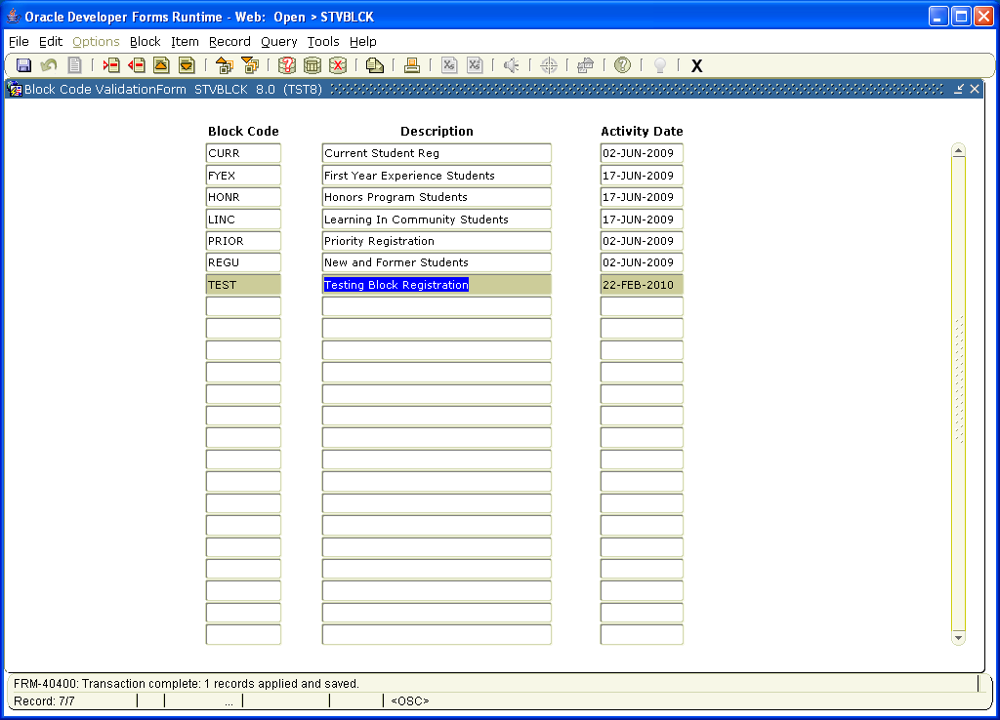 Oracle Developer Forms Runtime - Web: Open > STVBLCK
File Edit Options Block Item Record Query Tools Help
X
Block Code ValidationForm STVBLCK 8.0 (TST8)
Block Code Description Activity Date
CURR Current Student Reg 02-JUN-2009
FYEX First Year Experience Students 17-JUN-2009
HONR Honors Program Students 17-JUN-2009
LINC Learning In Community Students 17-JUN-2009
PRIOR Priority Registration 02-JUN-2009
REGU New and Former Students 02-JUN-2009
TEST Testing Block Registration 22-FEB-2010
FRM-40400: Transaction complete: 1 records applied and saved.
Record: 7/7 ... <OSC>